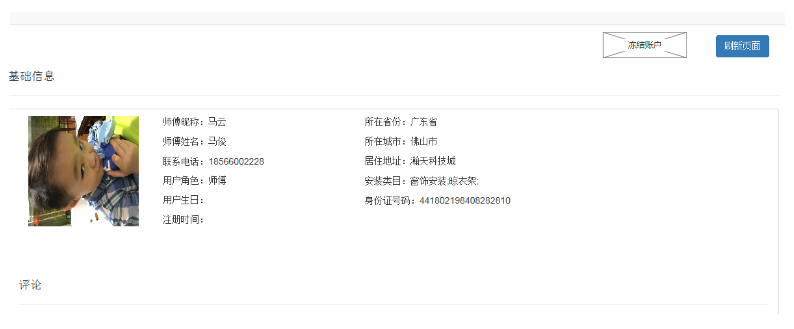 冻结账户 刷新页面
基础信息
师傅昵称：马云 所在省份：广东省
师傅姓名：马俊 所在城市：佛山市
联系电话：18566002228 居住地址：瀚天科技城
用户角色：师傅 安装类目：窗饰安装,晾衣架;
用户生日： 身份证号码：441802198408282810
注册时间：
评论